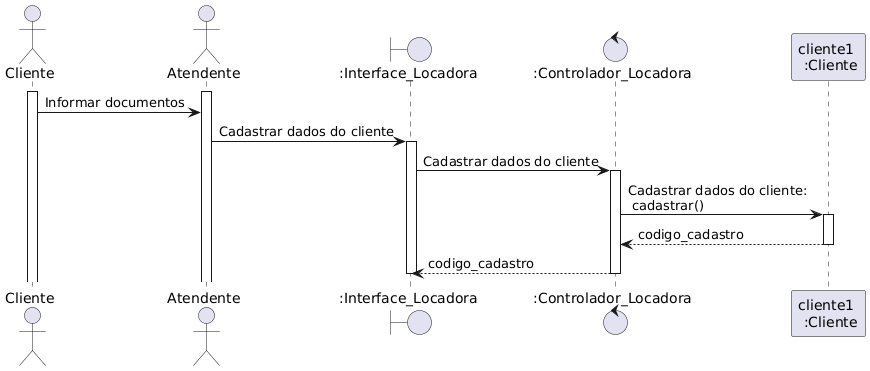 Cliente
Atendente
:Interface_Locadora
:Controlador_Locadora
cliente1
:Cliente
Informar documentos
Cadastrar dados do cliente
Cadastrar dados do cliente
Cadastrar dados do cliente:
cadastrar()
codigo_cadastro
codigo_cadastro
Cliente
Atendente
:Interface_Locadora
:Controlador_Locadora
cliente1
:Cliente